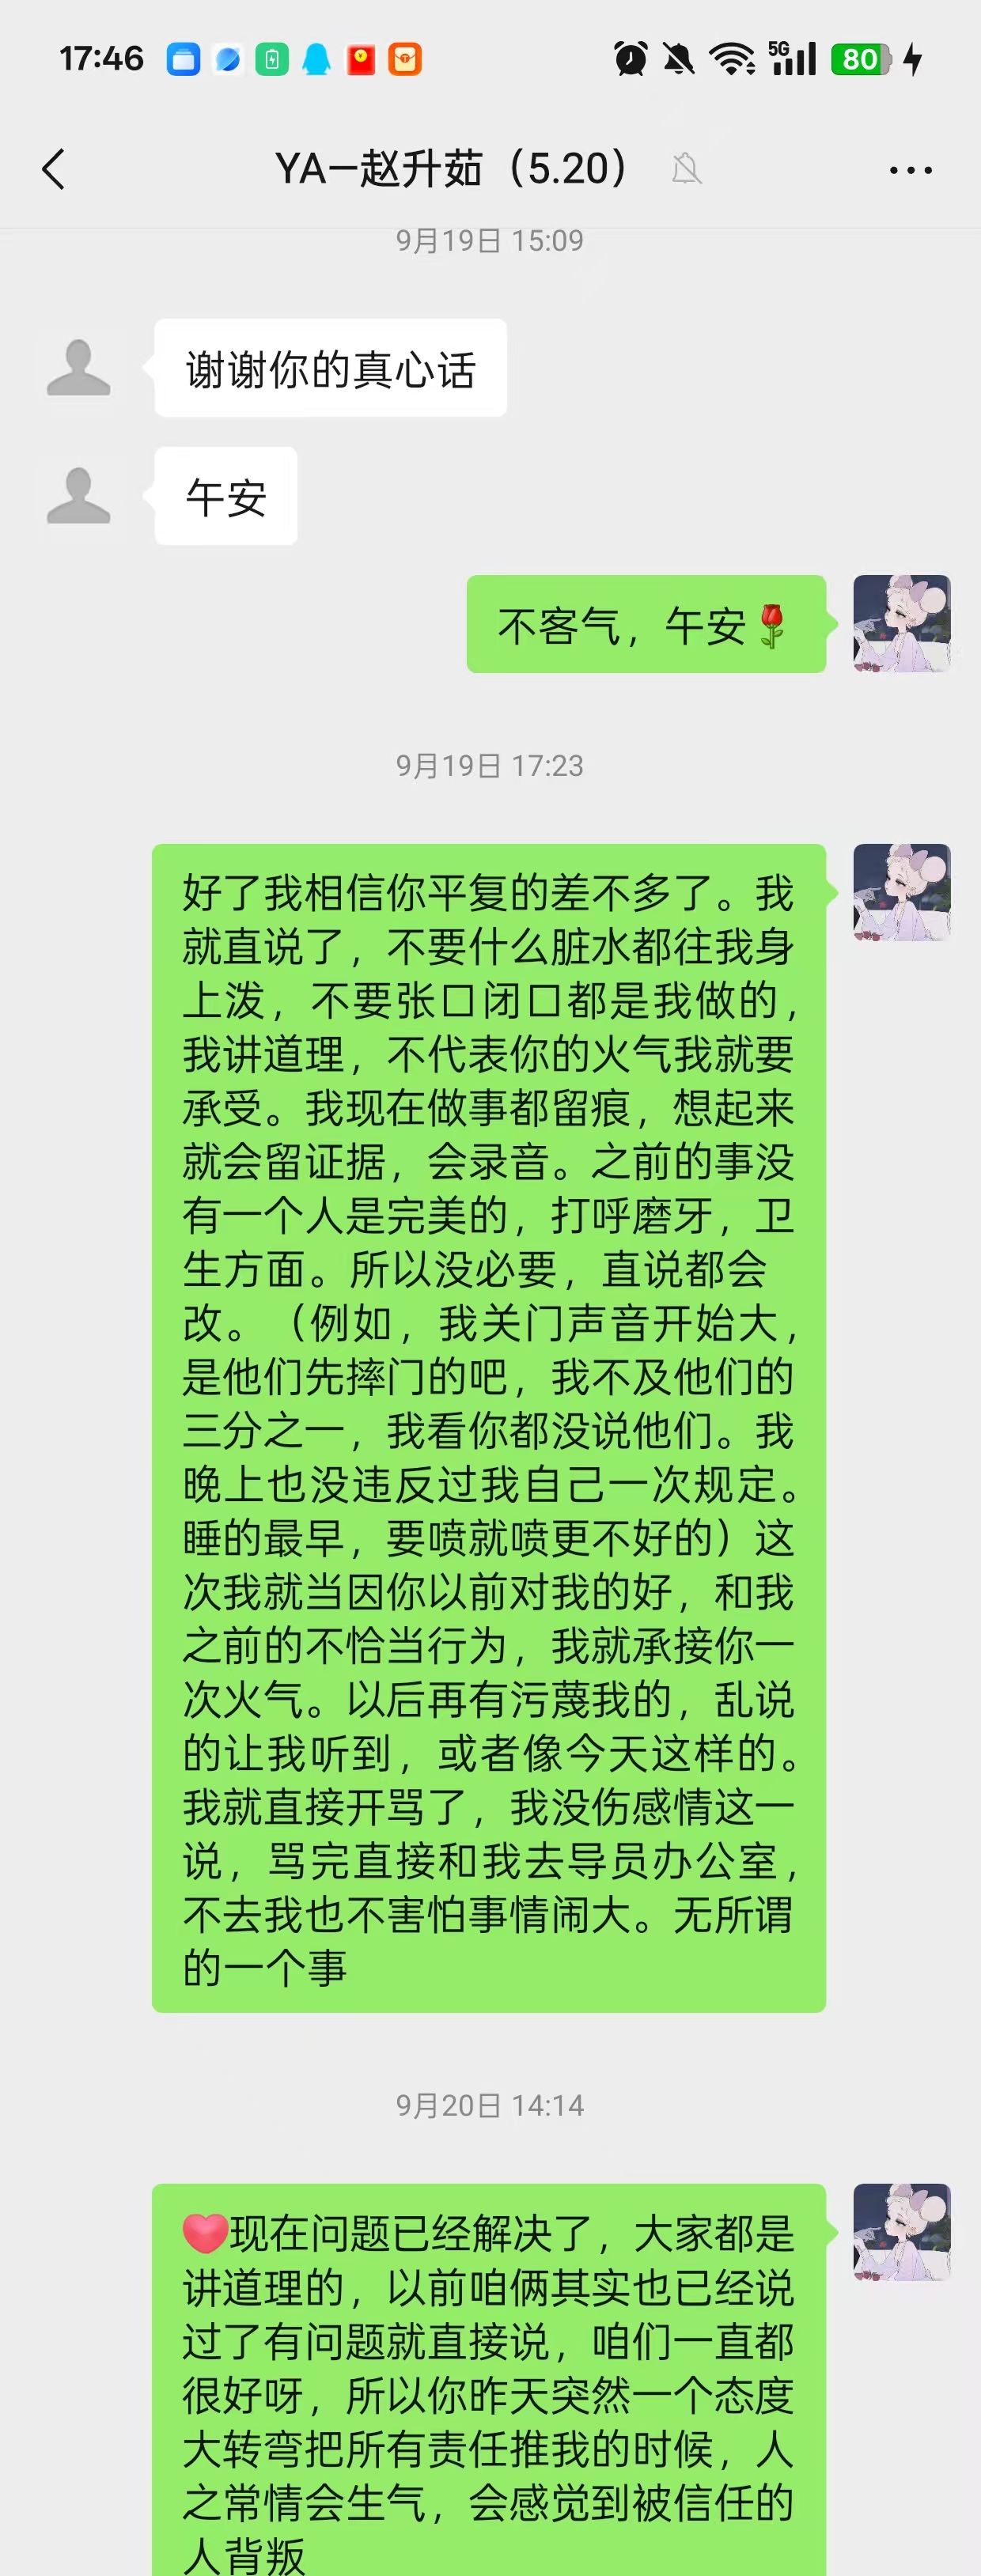 17:46
5G
80
YA—赵升茹（5.20）
9月19日 15:09
谢谢你的真心话
午安
不客气，午安🌹
9月19日 17:23
好了我相信你平复的差不多了。我
就直说了，不要什么脏水都往我身
上泼，不要张口闭口都是我做的，
我讲道理，不代表你的火气我就要
承受。我现在做事都留痕，想起来
就会留证据，会录音。之前的事没
有一个人是完美的，打呼磨牙，卫
生方面。所以没必要，直说都会
改。（例如，我关门声音开始大，
是他们先摔门的吧，我不及他们的
三分之一，我看你都没说他们。我
晚上也没违反过我自己一次规定。
睡的最早，要喷就喷更不好的）这
次我就当因你以前对我的好，和我
之前的不恰当行为，我就承接你一
次火气。以后再有污蔑我的，乱说
的让我听到，或者像今天这样的。
我就直接开骂了，我没伤感情这一
说，骂完直接和我去导员办公室，
不去我也不害怕事情闹大。无所谓
的一个事
9月20日 14:14
❤️现在问题已经解决了，大家都是
讲道理的，以前咱俩其实也已经说
过了有问题就直接说，咱们一直都
很好呀，所以你昨天突然一个态度
大转弯把所有责任推我的时候，人
之常情会生气，会感觉到被信任的
人背叛